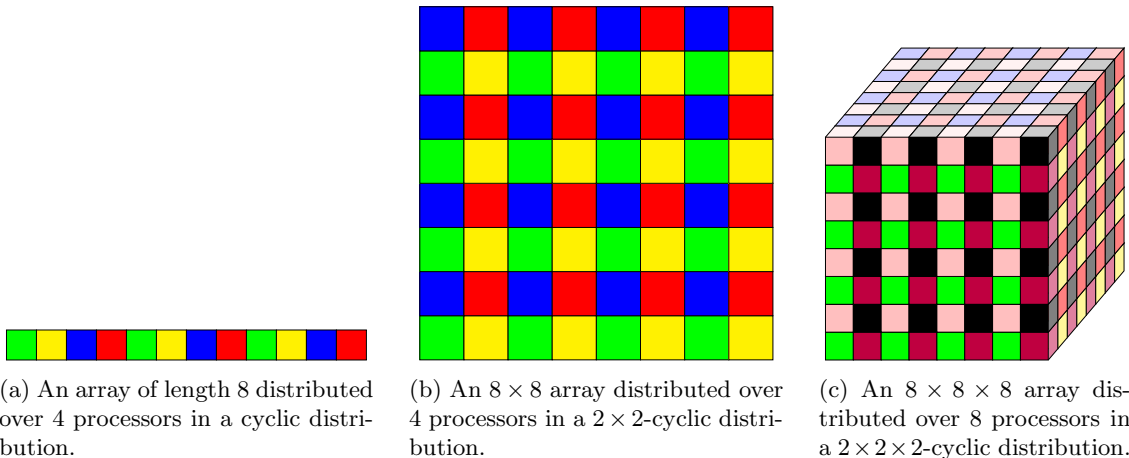 (a) An array of length 8 distributed
over 4 processors in a cyclic distri-
bution.
(b) An 8 × 8 array distributed over
4 processors in a 2 × 2-cyclic distri-
bution.
(c) An 8 × 8 × 8 array dis-
tributed over 8 processors in
a 2 × 2 × 2-cyclic distribution.